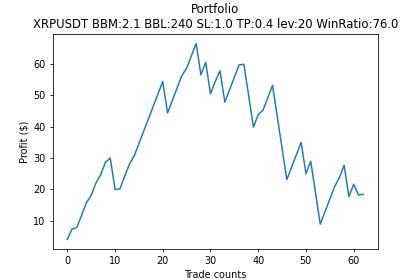 Portfolio
XRPUSDT BBM:2.1 BBL:240 SL:1.0 TP:0.4 lev:20 WinRatio:76.0
Profit ($)
60
50
40
30
20
10
0 10 20 30 40 50 60
Trade counts